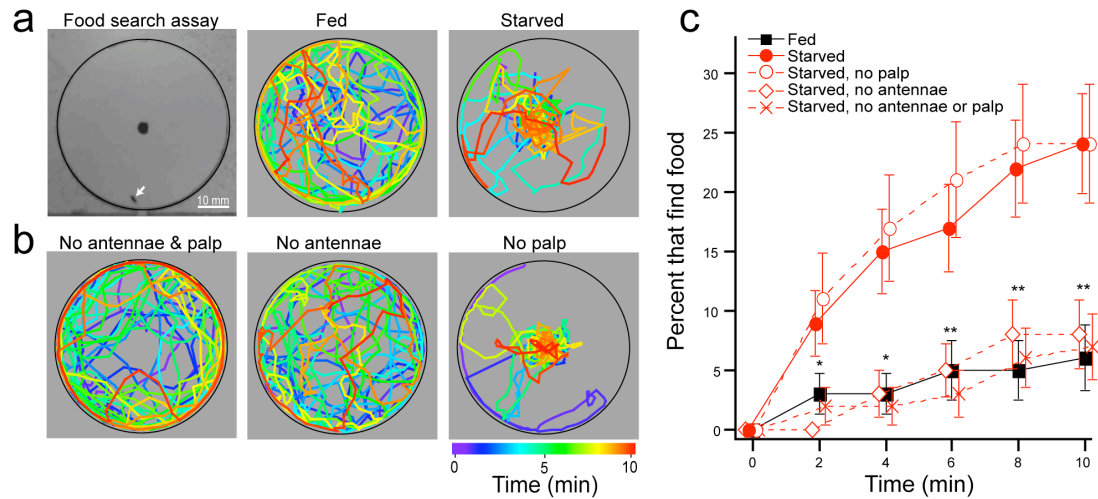 a
Food search assay
Fed
Starved
10 mm
b
No antennae & palp
No antennae
No palp
0
5
10
Time (min)
c
Percent that find food
30
25
20
15
10
5
0
Fed
Starved
Starved, no palp
Starved, no antennae
Starved, no antennae or palp
*
*
**
**
**
0
2
4
6
8
10
Time (min)